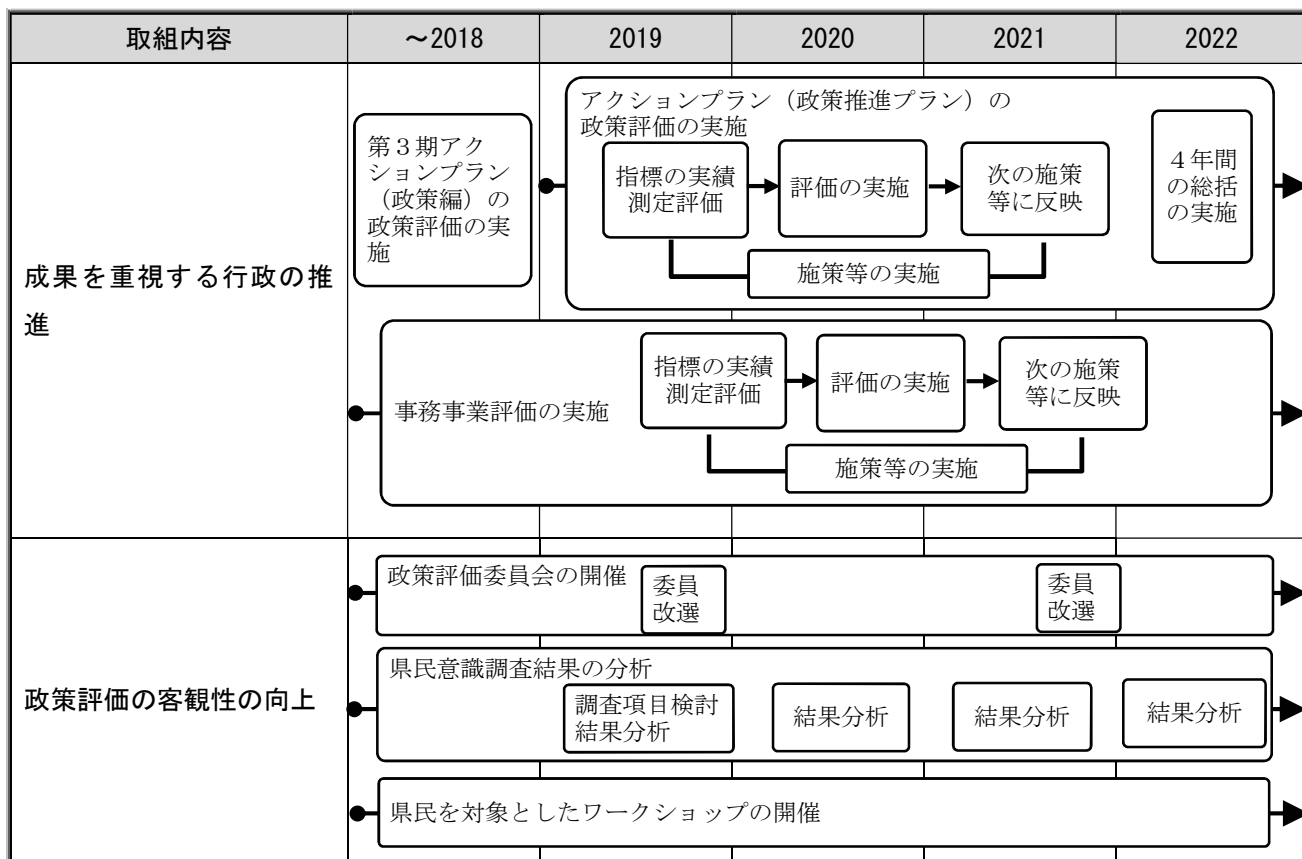 取組内容 ～2018 2019 2020 2021 2022
成果を重視する行政の推
進
第３期アク
ションプラン
（政策編）の
政策評価の実
施
アクションプラン（政策推進プラン）の
政策評価の実施
指標の実績
測定評価
評価の実施
次の施策
等に反映
施策等の実施
４年間
の総括
の実施
事務事業評価の実施
指標の実績
測定評価
評価の実施
次の施策
等に反映
施策等の実施
政策評価の客観性の向上
政策評価委員会の開催
委員
改選
委員
改選
県民意識調査結果の分析
調査項目検討
結果分析
結果分析
結果分析
結果分析
県民を対象としたワークショップの開催